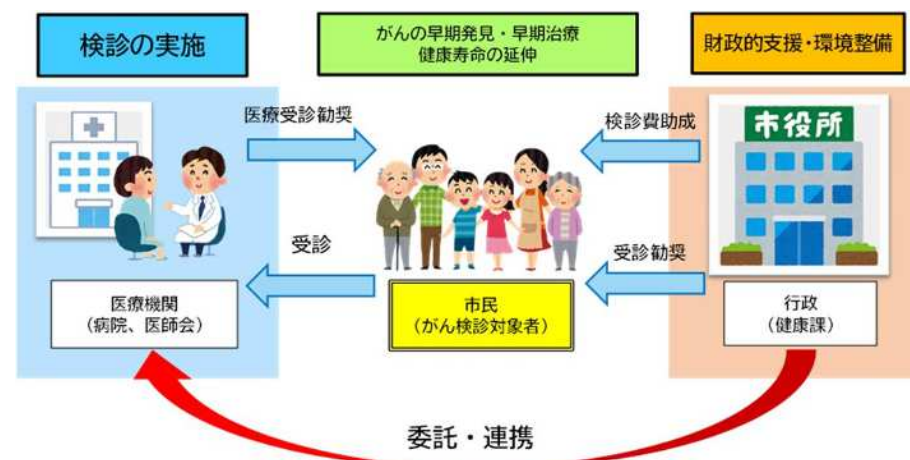 検診の実施
がんの早期発見・早期治療
健康寿命の延伸
財政的支援・環境整備
医療受診勧奨
検診費助成
市役所
受診
受診勧奨
医療機関
（病院、医師会）
市民
（がん検診対象者）
行政
（健康課）
委託・連携